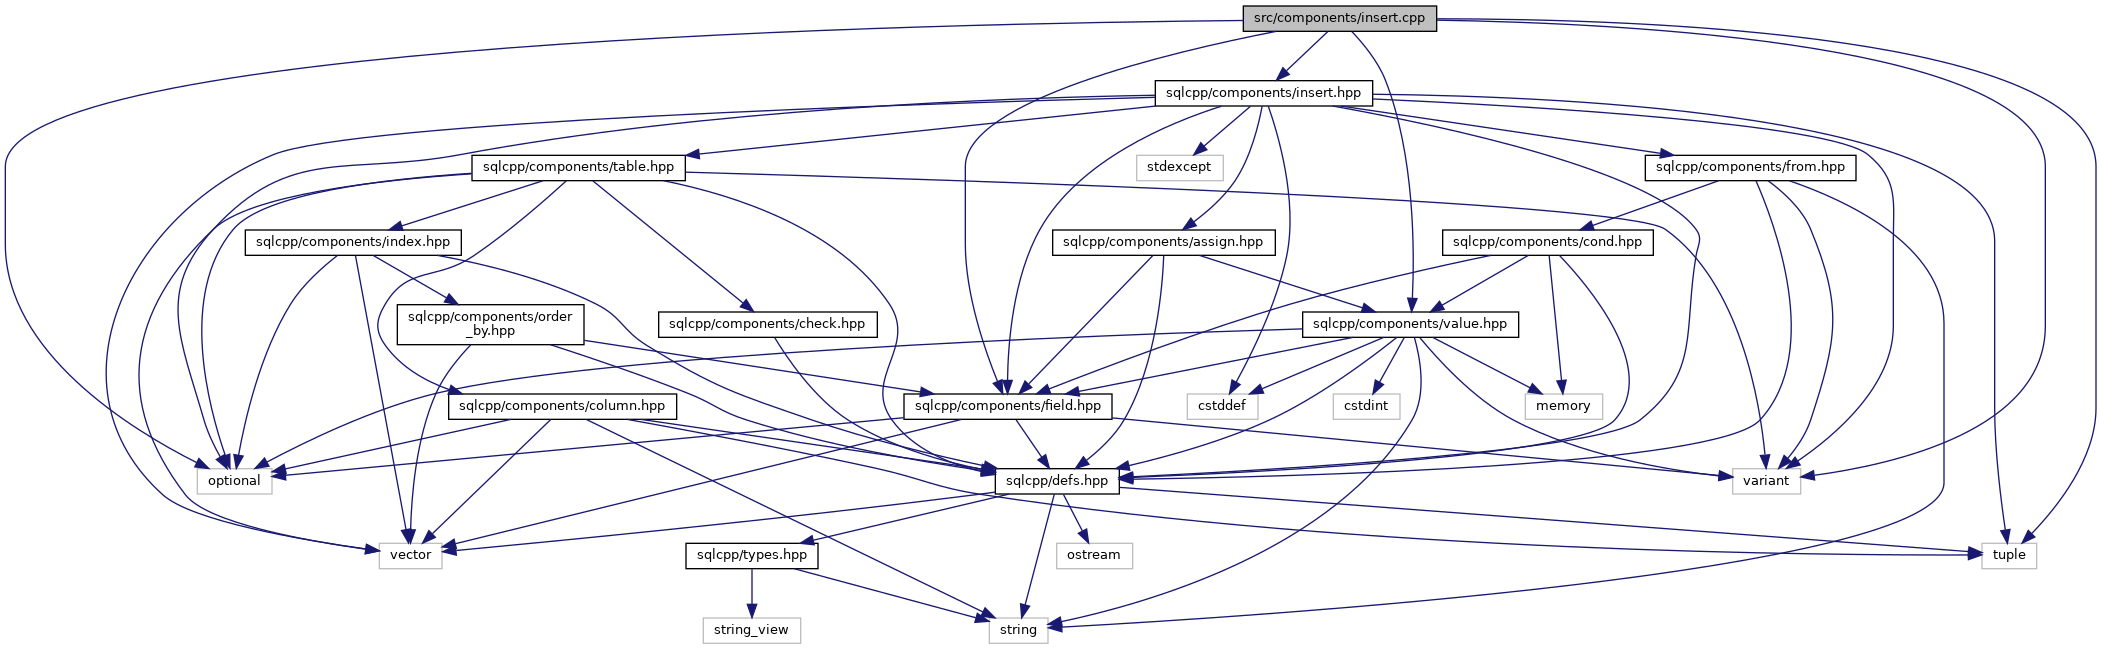 src/components/insert.cpp
sqlcpp/components/insert.hpp
sqlcpp/components/table.hpp
stdexcept
sqlcpp/components/from.hpp
sqlcpp/components/index.hpp
sqlcpp/components/assign.hpp
sqlcpp/components/cond.hpp
sqlcpp/components/order
_by.hpp
sqlcpp/components/check.hpp
sqlcpp/components/value.hpp
sqlcpp/components/column.hpp
sqlcpp/components/field.hpp
cstddef
cstdint
memory
optional
sqlcpp/defs.hpp
variant
vector
sqlcpp/types.hpp
ostream
tuple
string_view
string